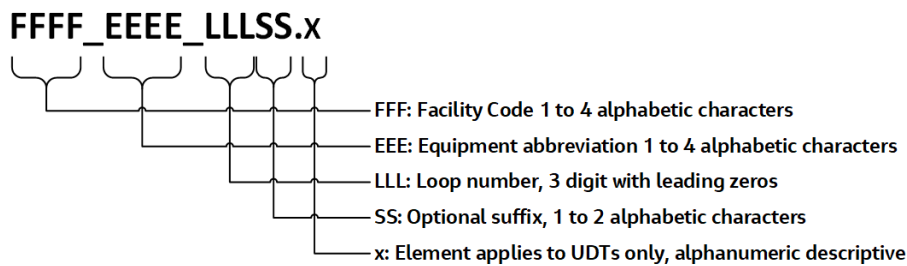 FFFF_EEEE_LLLSS.x
FFF: Facility Code 1 to 4 alphabetic characters
EEE: Equipment abbreviation 1 to 4 alphabetic characters
LLL: Loop number, 3 digit with leading zeros
SS: Optional suffix, 1 to 2 alphabetic characters
x: Element applies to UDTs only, alphanumeric descriptive